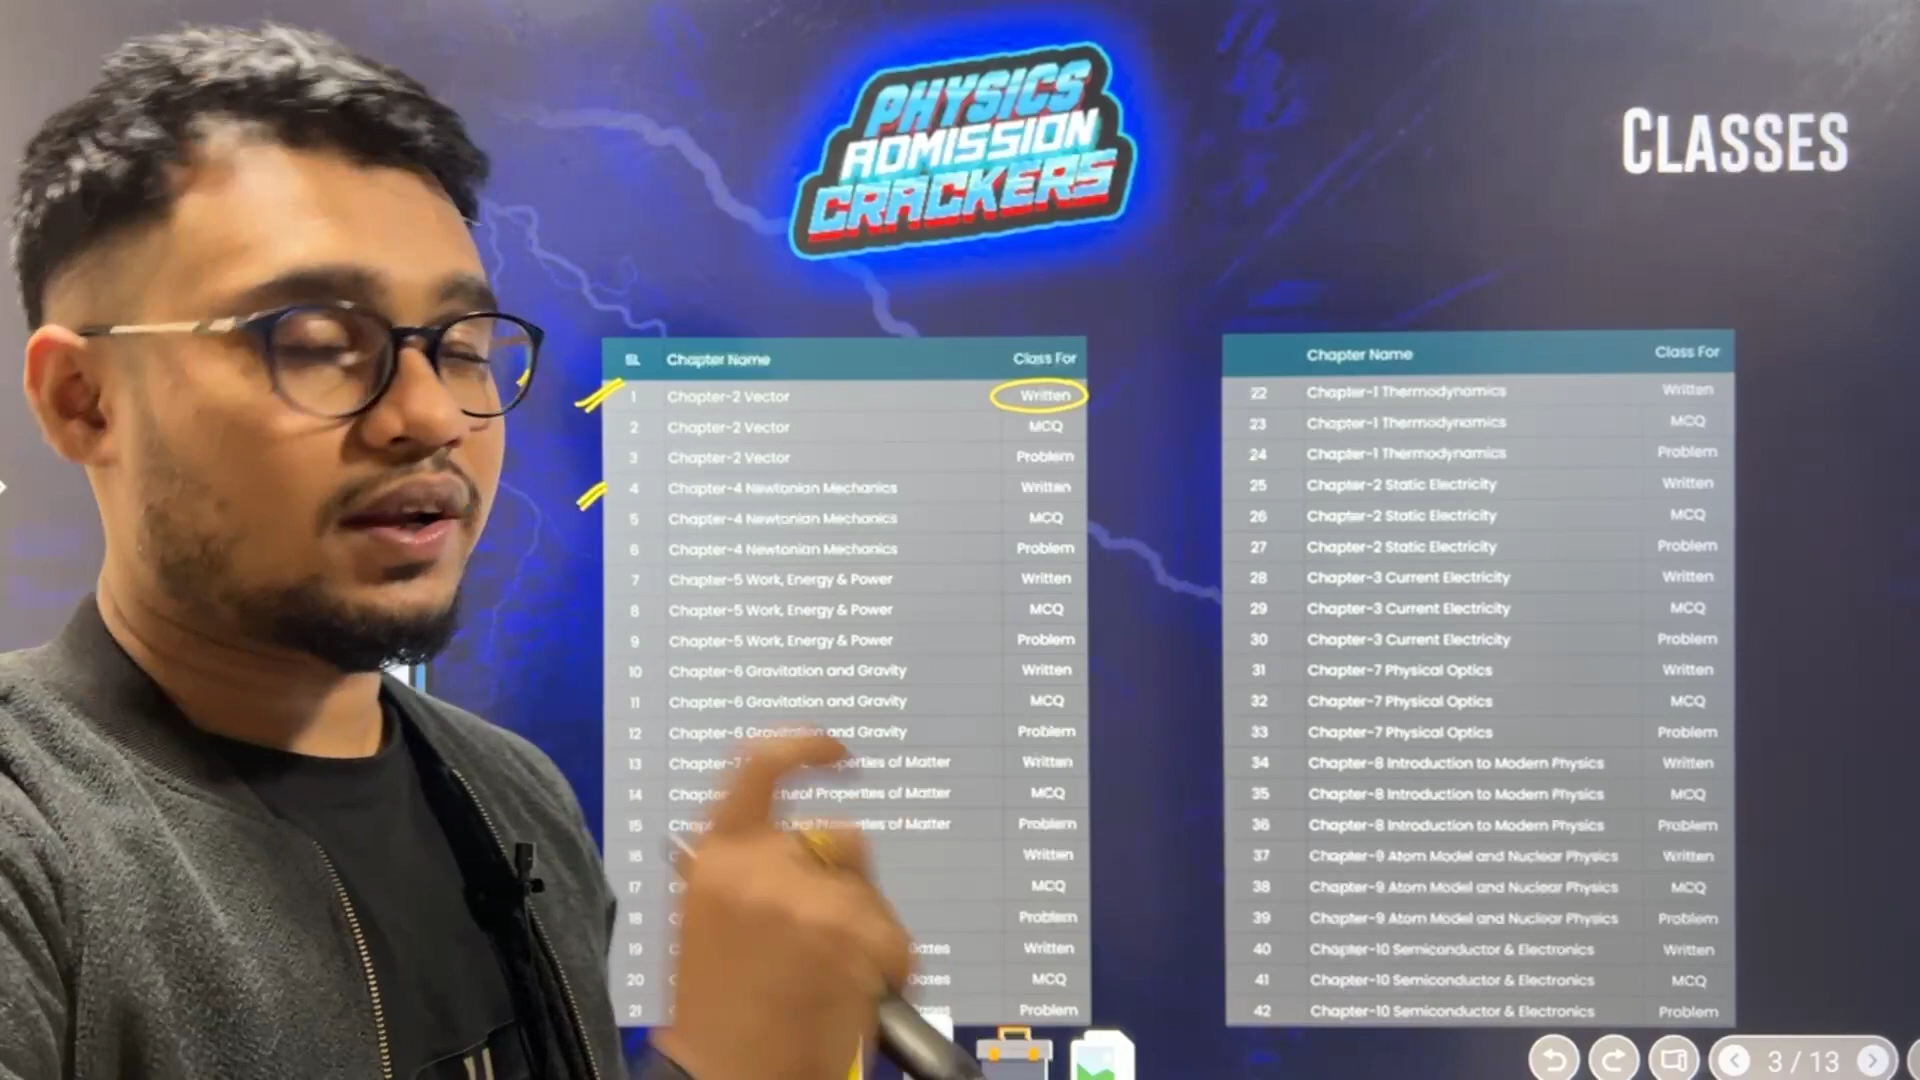 PHYSICS
ADMISSION
CRACKERS
CLASSES
SL Chapter Name Class For
1 Chapter-2 Vector Written
2 Chapter-2 Vector MCQ
3 Chapter-2 Vector Problem
4 Chapter-4 Newtonian Mechanics Written
5 Chapter-4 Newtonian Mechanics MCQ
6 Chapter-4 Newtonian Mechanics Problem
7 Chapter-5 Work, Energy & Power Written
8 Chapter-5 Work, Energy & Power MCQ
9 Chapter-5 Work, Energy & Power Problem
10 Chapter-6 Gravitation and Gravity Written
11 Chapter-6 Gravitation and Gravity MCQ
12 Chapter-6 Gravitation and Gravity Problem
13 Chapter-7 of Matter Written
14 Properties of Matter MCQ
15 Properties of Matter Problem
16 Written
17 MCQ
18 Problem
19 Gases Written
20 Gases MCQ
21 Gases Problem
Chapter Name Class For
22 Chapter-1 Thermodynamics Written
23 Chapter-1 Thermodynamics MCQ
24 Chapter-1 Thermodynamics Problem
25 Chapter-2 Static Electricity Written
26 Chapter-2 Static Electricity MCQ
27 Chapter-2 Static Electricity Problem
28 Chapter-3 Current Electricity Written
29 Chapter-3 Current Electricity MCQ
30 Chapter-3 Current Electricity Problem
31 Chapter-7 Physical Optics Written
32 Chapter-7 Physical Optics MCQ
33 Chapter-7 Physical Optics Problem
34 Chapter-8 Introduction to Modern Physics Written
35 Chapter-8 Introduction to Modern Physics MCQ
36 Chapter-8 Introduction to Modern Physics Problem
37 Chapter-9 Atom Model and Nuclear Physics Written
38 Chapter-9 Atom Model and Nuclear Physics MCQ
39 Chapter-9 Atom Model and Nuclear Physics Problem
40 Chapter-10 Semiconductor & Electronics Written
41 Chapter-10 Semiconductor & Electronics MCQ
42 Chapter-10 Semiconductor & Electronics Problem
3 / 13